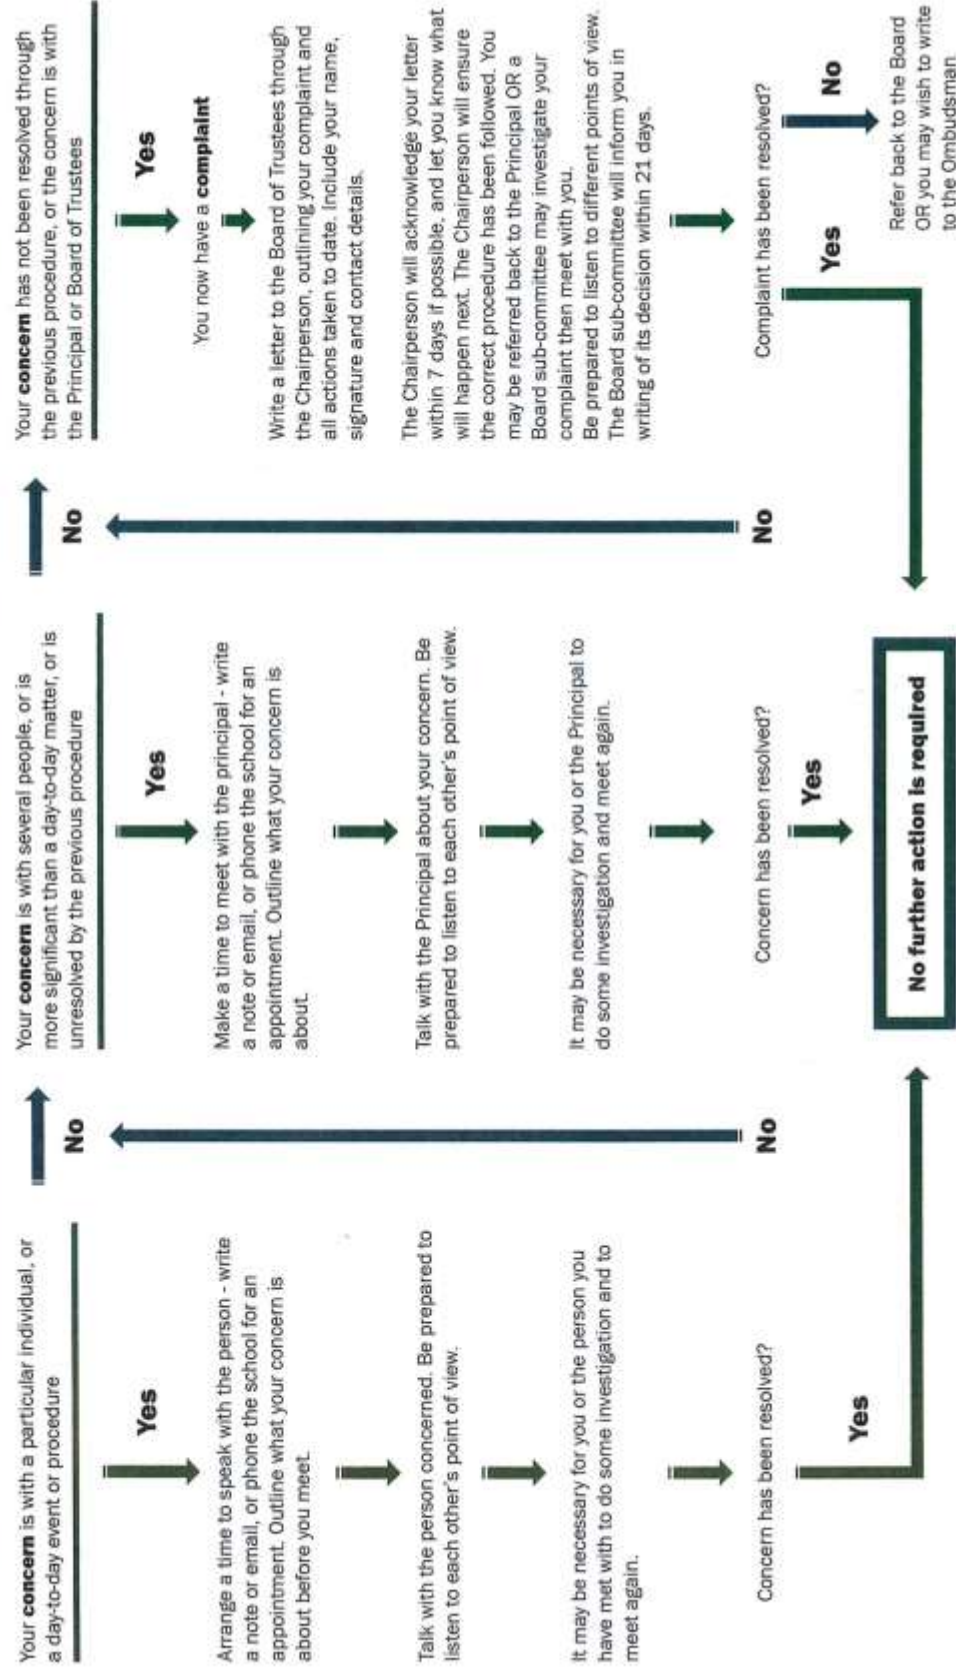 Your concern is with a particular individual, or
a day-to-day event or procedure
Yes
Arrange a time to speak with the person - write
a note or email, or phone the school for an
appointment. Outline what your concern is
about before you meet.
Talk with the person concerned. Be prepared to
listen to each other's point of view.
It may be necessary for you or the person you
have met with to do some investigation and to
meet again.
Concern has been resolved?
Yes
No
No
Your concern is with several people, or is
more significant than a day-to-day matter, or is
unresolved by the previous procedure
Yes
Make a time to meet with the principal - write
a note or email, or phone the school for an
appointment. Outline what your concern is
about.
Talk with the Principal about your concern. Be
prepared to listen to each other's point of view.
It may be necessary for you or the Principal to
do some investigation and meet again.
Concern has been resolved?
Yes
No further action is required
No
No
Your concern has not been resolved through
the previous procedure, or the concern is with
the Principal or Board of Trustees
Yes
You now have a complaint
Write a letter to the Board of Trustees through
the Chairperson, outlining your complaint and
all actions taken to date. Include your name,
signature and contact details.
The Chairperson will acknowledge your letter
within 7 days if possible, and let you know what
will happen next. The Chairperson will ensure
the correct procedure has been followed. You
may be referred back to the Principal OR a
Board sub-committee may investigate your
complaint then meet with you.
Be prepared to listen to different points of view.
The Board sub-committee will inform you in
writing of its decision within 21 days.
Complaint has been resolved?
Yes
No
Refer back to the Board
OR you may wish to write
to the Ombudsman